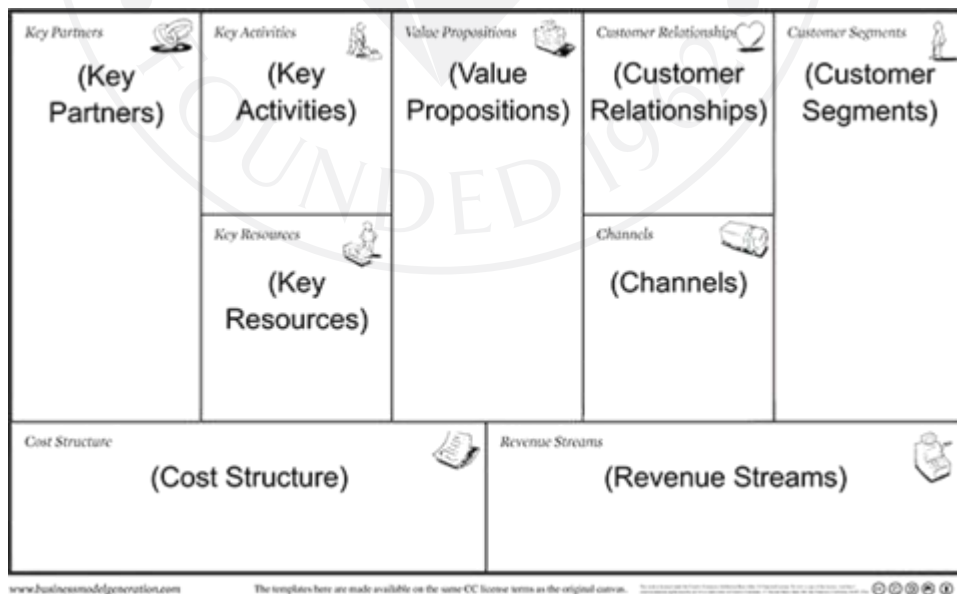 Key Partners
(Key
Partners)
Key Activities
(Key
Activities)
Value Propositions
(Value
Propositions)
Customer Relationships
(Customer
Relationships)
Customer Segments
(Customer
Segments)
Key Resources
(Key
Resources)
Channels
(Channels)
Cost Structure
(Cost Structure)
Revenue Streams
(Revenue Streams)
FOUNDED 1962
www.businessmodelgeneration.com
The templates here are made available on the same CC license terms as the original canvas.